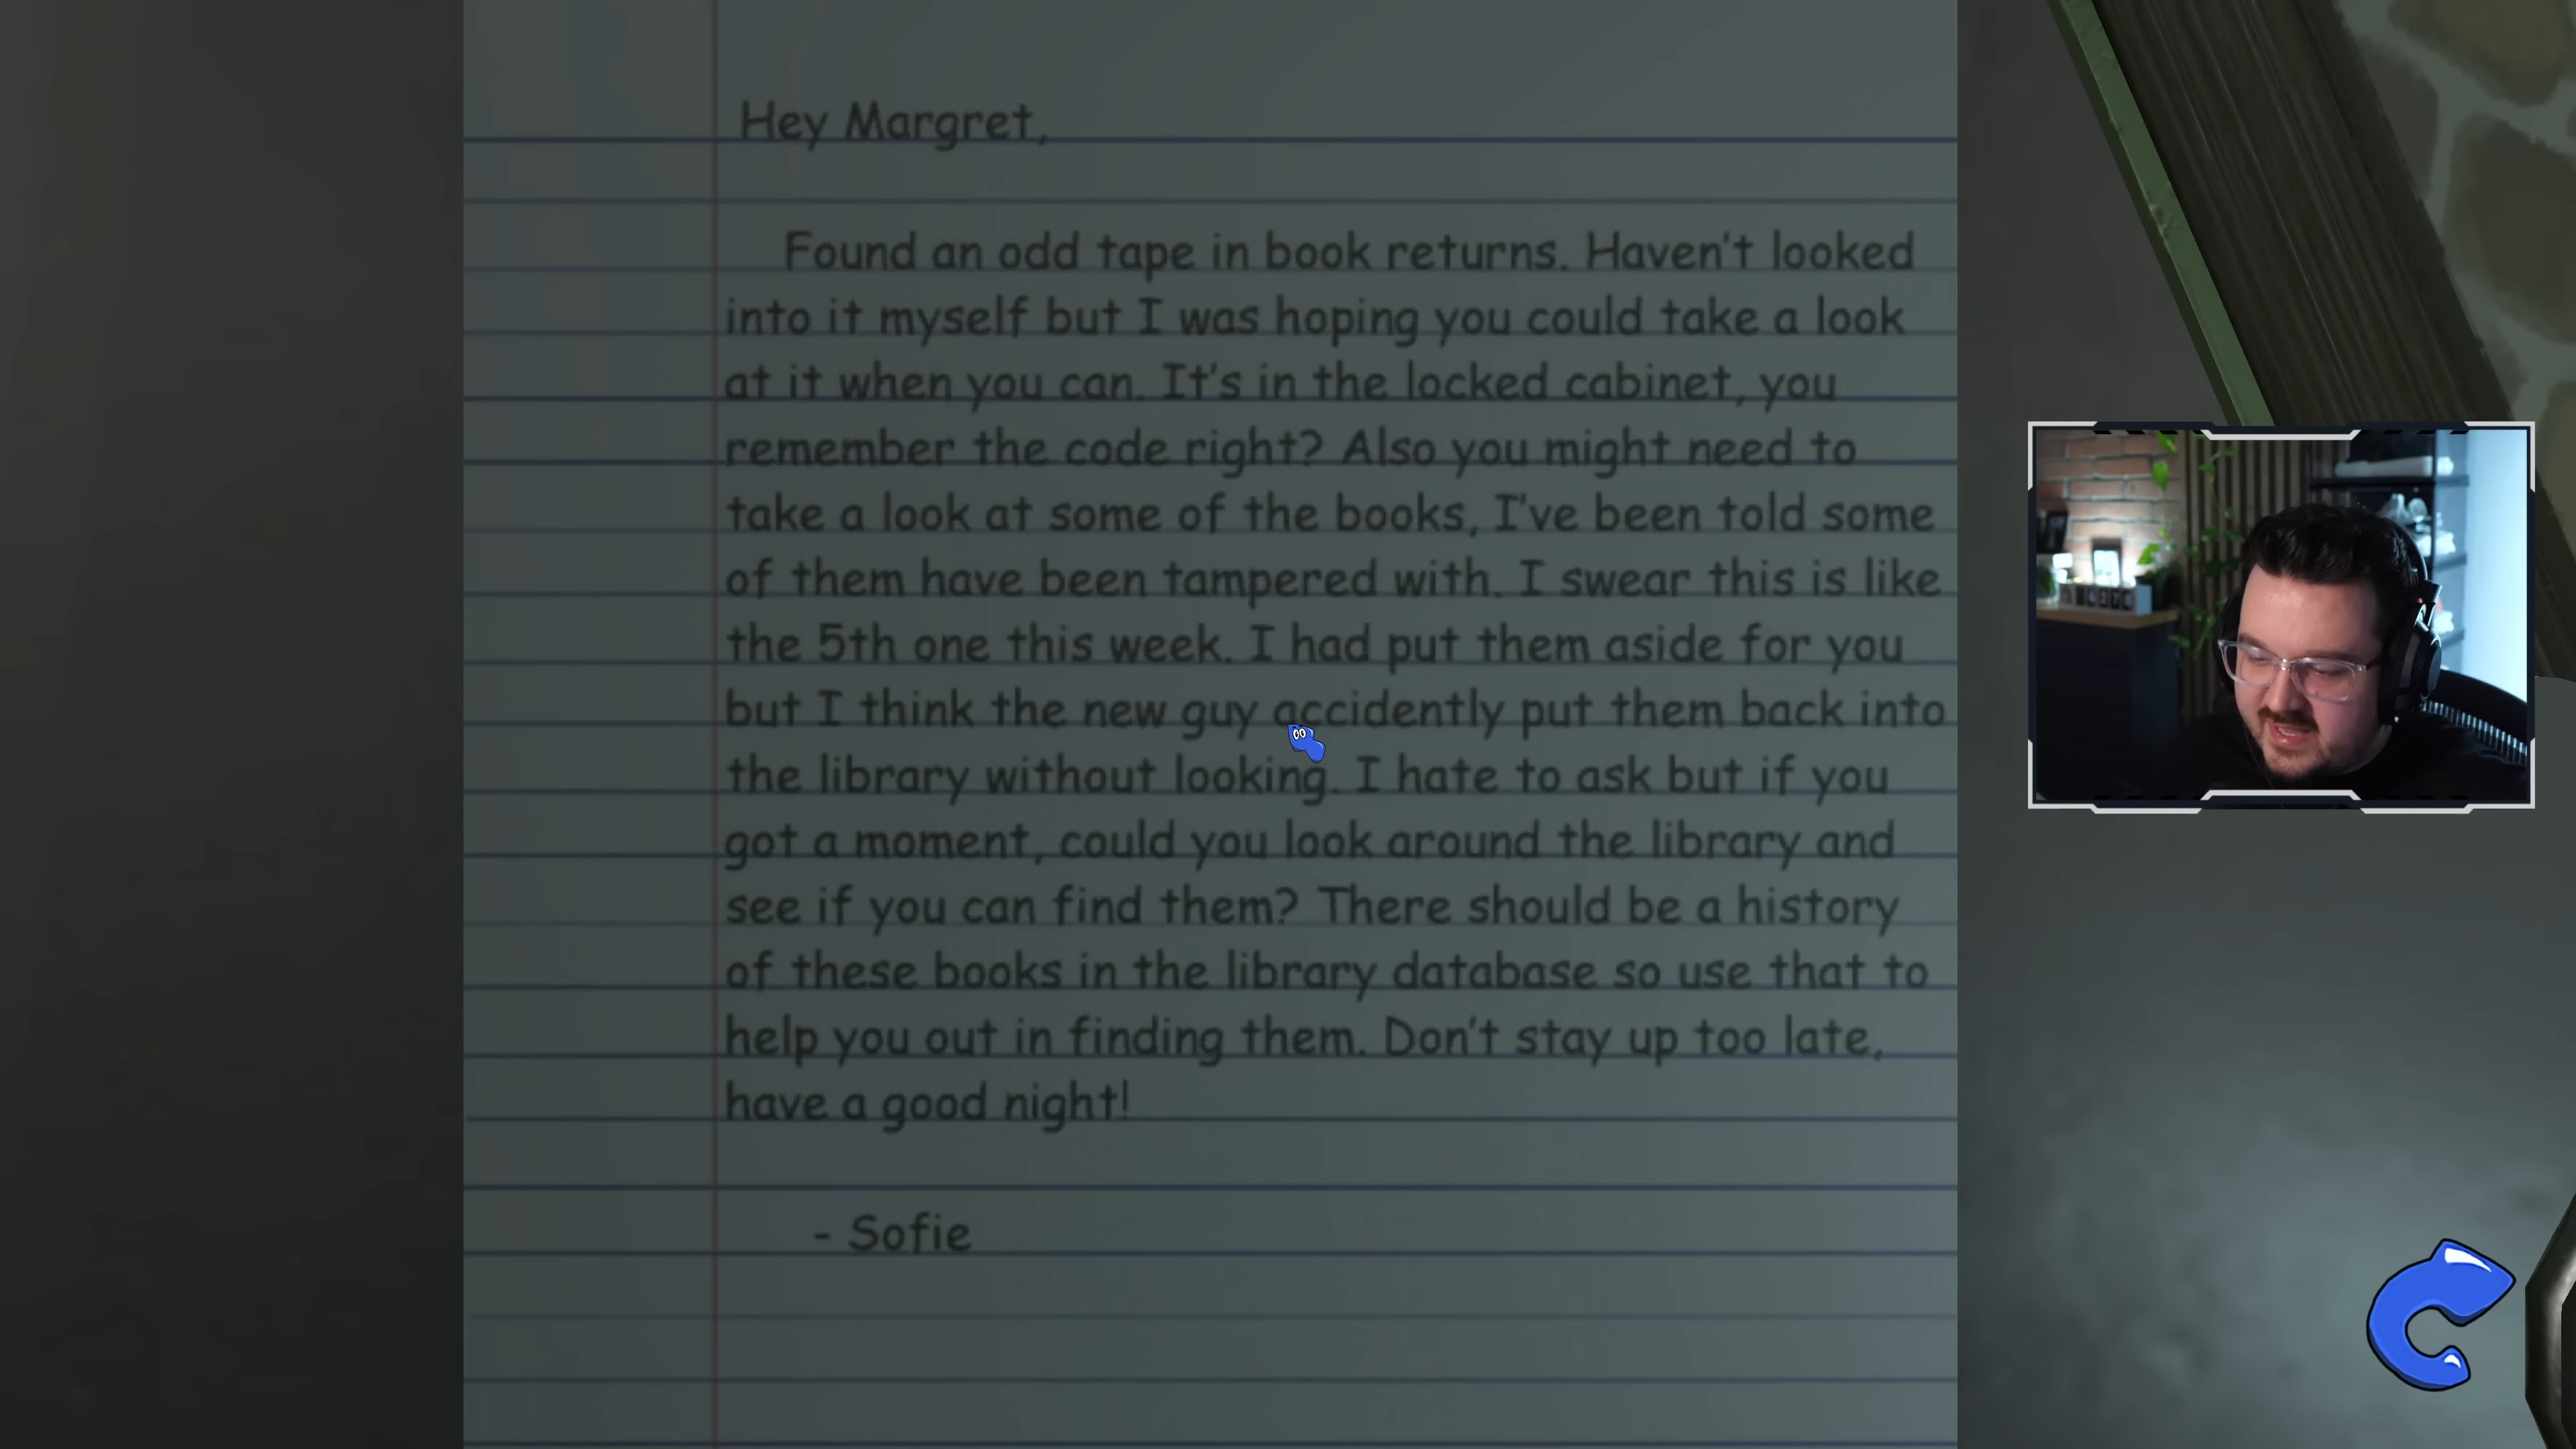 Hey Margret,
Found an odd tape in book returns. Haven't looked
into it myself but I was hoping you could take a look
at it when you can. It's in the locked cabinet, you
remember the code right? Also you might need to
take a look at some of the books, I've been told some
of them have been tampered with. I swear this is like
the 5th one this week. I had put them aside for you
but I think the new guy accidently put them back into
the library without looking. I hate to ask but if you
got a moment, could you look around the library and
see if you can find them? There should be a history
of these books in the library database so use that to
help you out in finding them. Don't stay up too late,
have a good night!
- Sofie